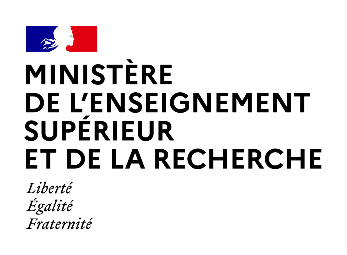 MINISTÈRE
DE L'ENSEIGNEMENT
SUPÉRIEUR
ET DE LA RECHERCHE
Liberté
Égalité
Fraternité